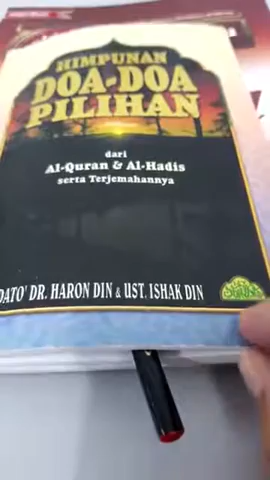 HIMPUNAN
DOA-DOA
PILIHAN
dari
Al-Quran & Al-Hadis
serta Terjemahannya
DATO' DR. HARON DIN & UST. ISHAK DIN